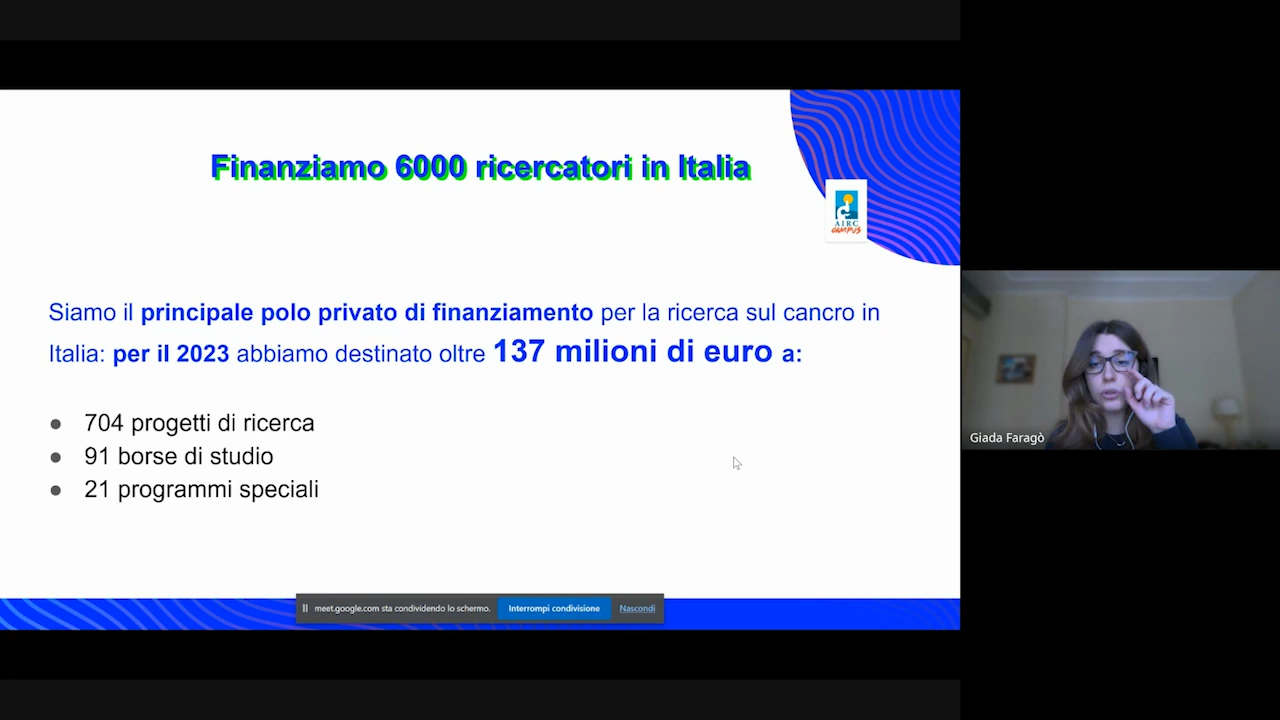 Finanziamo 6000 ricercatori in Italia
AIRC
CAMPUS
Siamo il principale polo privato di finanziamento per la ricerca sul cancro in
Italia: per il 2023 abbiamo destinato oltre 137 milioni di euro a:
● 704 progetti di ricerca
● 91 borse di studio
● 21 programmi speciali
meet.google.com sta condividendo lo schermo. Interrompi condivisione Nascondi
Giada Faragò